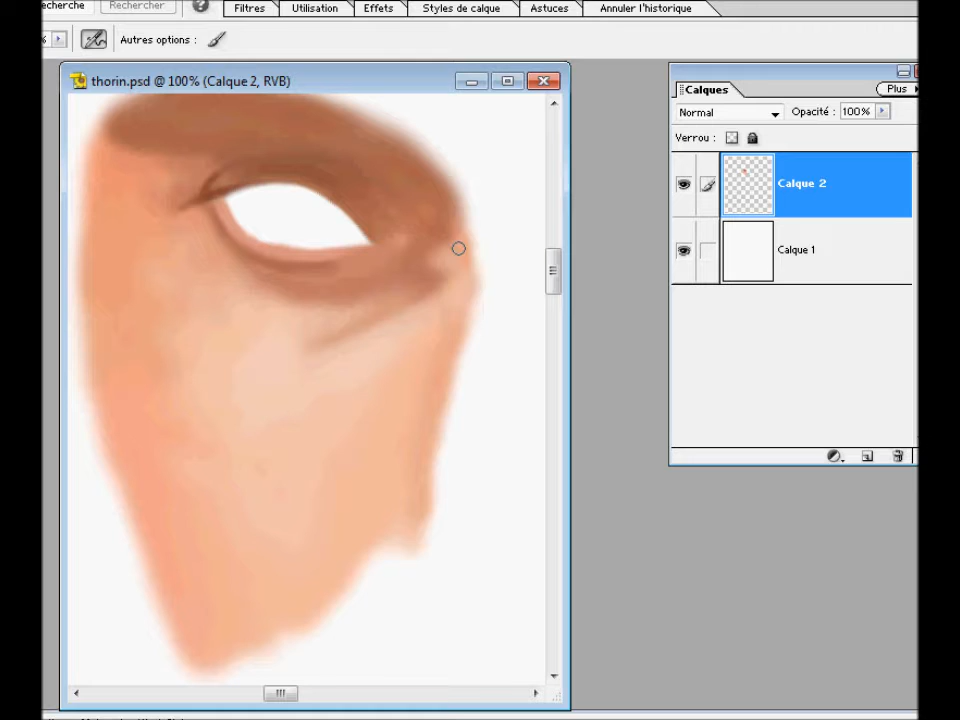 echerche Rechercher Filtres Utilisation Effets Styles de calque Astuces Annuler l'historique
% Autres options :
thorin.psd @ 100% (Calque 2, RVB)
Calques Plus
Normal Opacité : 100%
Verrou :
Calque 2
Calque 1